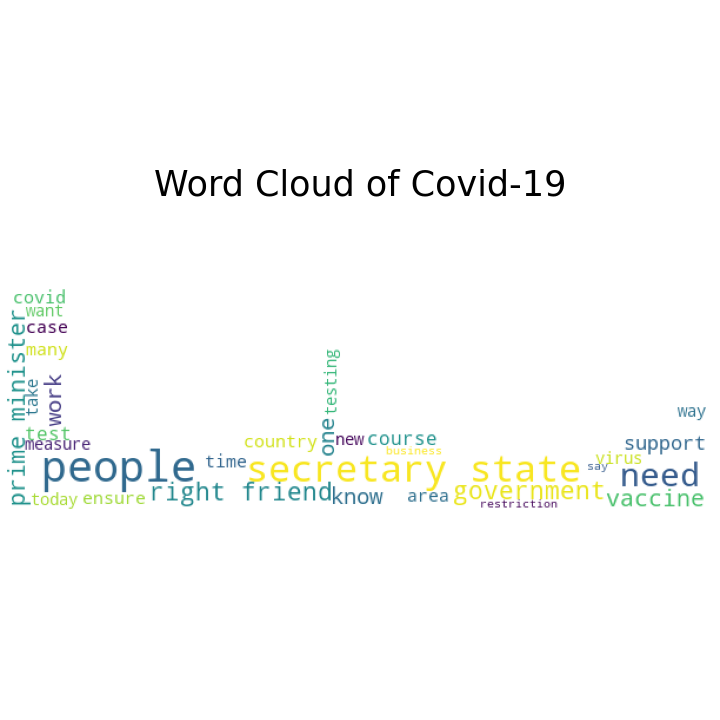 Word Cloud of Covid-19
covid
want
case
prime minister
many
take
work
testing
one
way
test
measure
country
new
course
business
support
people
time
secretary state
say
virus
need
today
ensure
right friend
know
area
government
restriction
vaccine